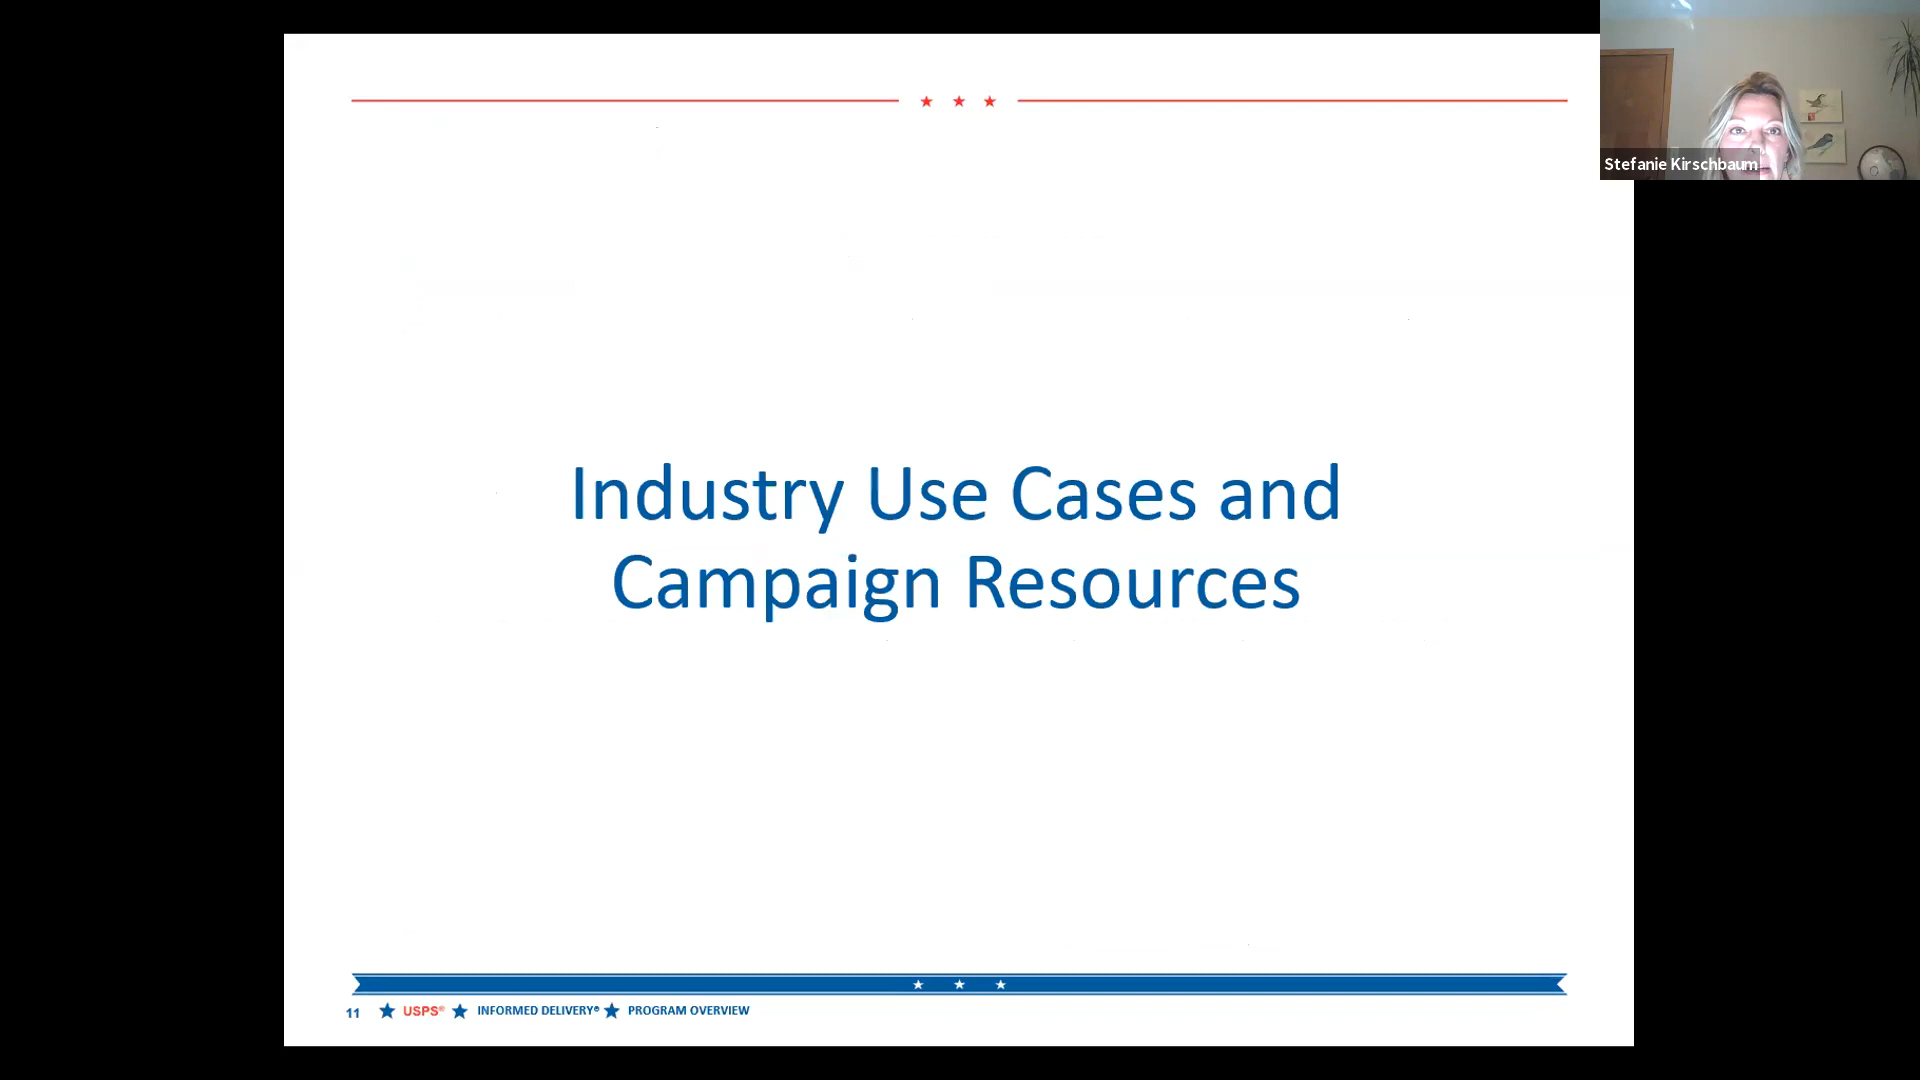 Stefanie Kirschbaum
Industry Use Cases and
Campaign Resources
11 USPS® INFORMED DELIVERY® PROGRAM OVERVIEW